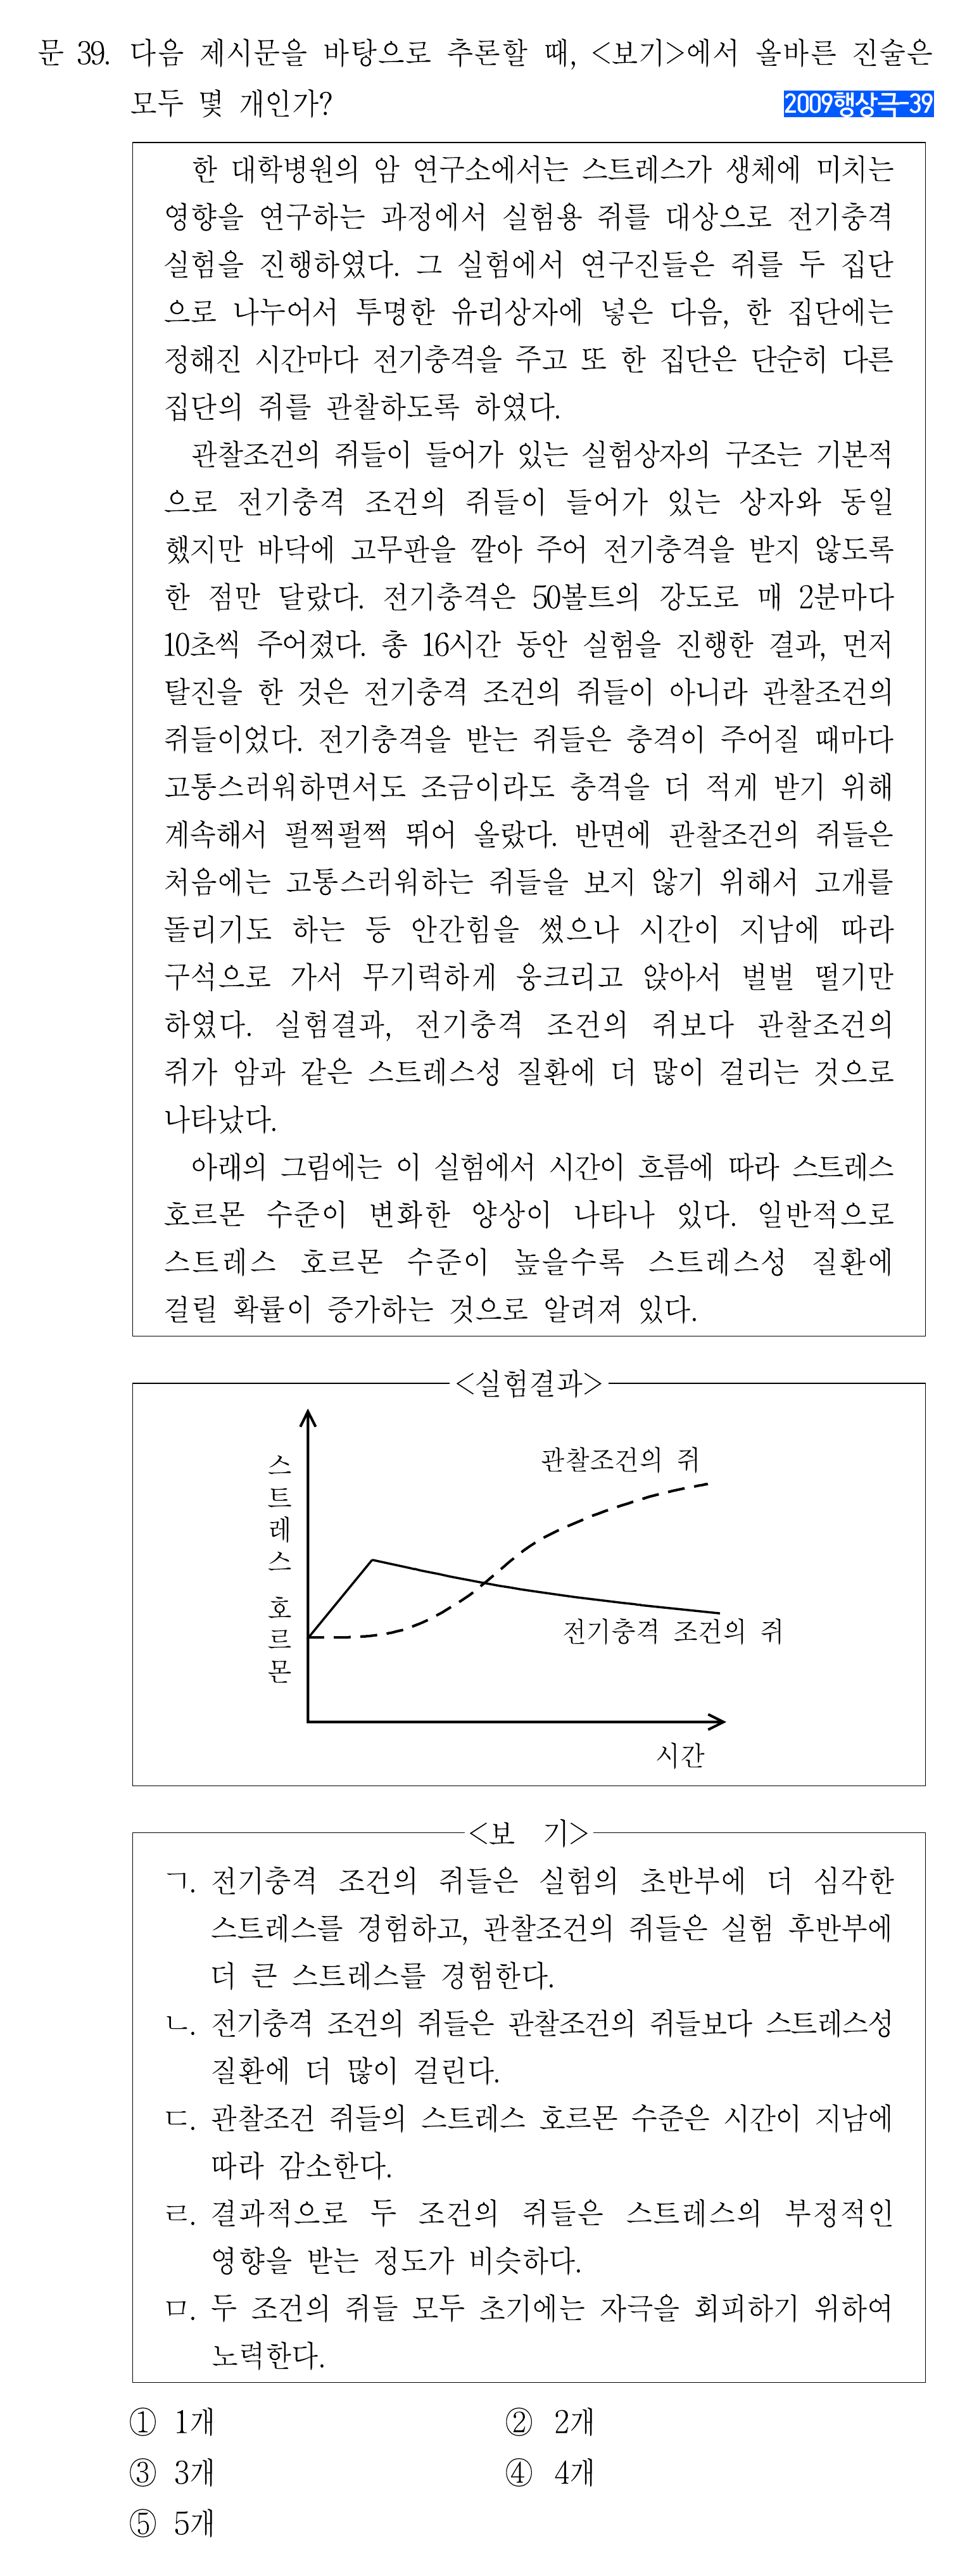 문 39. 다음 제시문을 바탕으로 추론할 때, <보기>에서 올바른 진술은
모두 몇 개인가?
2009행상극-39
한 대학병원의 암 연구소에서는 스트레스가 생체에 미치는
영향을 연구하는 과정에서 실험용 쥐를 대상으로 전기충격
실험을 진행하였다. 그 실험에서 연구진들은 쥐를 두 집단
으로 나누어서 투명한 유리상자에 넣은 다음, 한 집단에는
정해진 시간마다 전기충격을 주고 또 한 집단은 단순히 다른
집단의 쥐를 관찰하도록 하였다.
관찰조건의 쥐들이 들어가 있는 실험상자의 구조는 기본적
으로 전기충격 조건의 쥐들이 들어가 있는 상자와 동일
했지만 바닥에 고무판을 깔아 주어 전기충격을 받지 않도록
한 점만 달랐다. 전기충격은 50볼트의 강도로 매 2분마다
10초씩 주어졌다. 총 16시간 동안 실험을 진행한 결과, 먼저
탈진을 한 것은 전기충격 조건의 쥐들이 아니라 관찰조건의
쥐들이었다. 전기충격을 받는 쥐들은 충격이 주어질 때마다
고통스러워하면서도 조금이라도 충격을 더 적게 받기 위해
계속해서 펄쩍펄쩍 뛰어 올랐다. 반면에 관찰조건의 쥐들은
처음에는 고통스러워하는 쥐들을 보지 않기 위해서 고개를
돌리기도 하는 등 안간힘을 썼으나 시간이 지남에 따라
구석으로 가서 무기력하게 웅크리고 앉아서 벌벌 떨기만
하였다. 실험결과, 전기충격 조건의 쥐보다 관찰조건의
쥐가 암과 같은 스트레스성 질환에 더 많이 걸리는 것으로
나타났다.
아래의 그림에는 이 실험에서 시간이 흐름에 따라 스트레스
호르몬 수준이 변화한 양상이 나타나 있다. 일반적으로
스트레스 호르몬 수준이 높을수록 스트레스성 질환에
걸릴 확률이 증가하는 것으로 알려져 있다.
<실험결과>
스트레스 호르몬
관찰조건의 쥐
전기충격 조건의 쥐
시간
<보 기>
ㄱ. 전기충격 조건의 쥐들은 실험의 초반부에 더 심각한
스트레스를 경험하고, 관찰조건의 쥐들은 실험 후반부에
더 큰 스트레스를 경험한다.
ㄴ. 전기충격 조건의 쥐들은 관찰조건의 쥐들보다 스트레스성
질환에 더 많이 걸린다.
ㄷ. 관찰조건 쥐들의 스트레스 호르몬 수준은 시간이 지남에
따라 감소한다.
ㄹ. 결과적으로 두 조건의 쥐들은 스트레스의 부정적인
영향을 받는 정도가 비슷하다.
ㅁ. 두 조건의 쥐들 모두 초기에는 자극을 회피하기 위하여
노력한다.
① 1개 ② 2개
③ 3개 ④ 4개
⑤ 5개